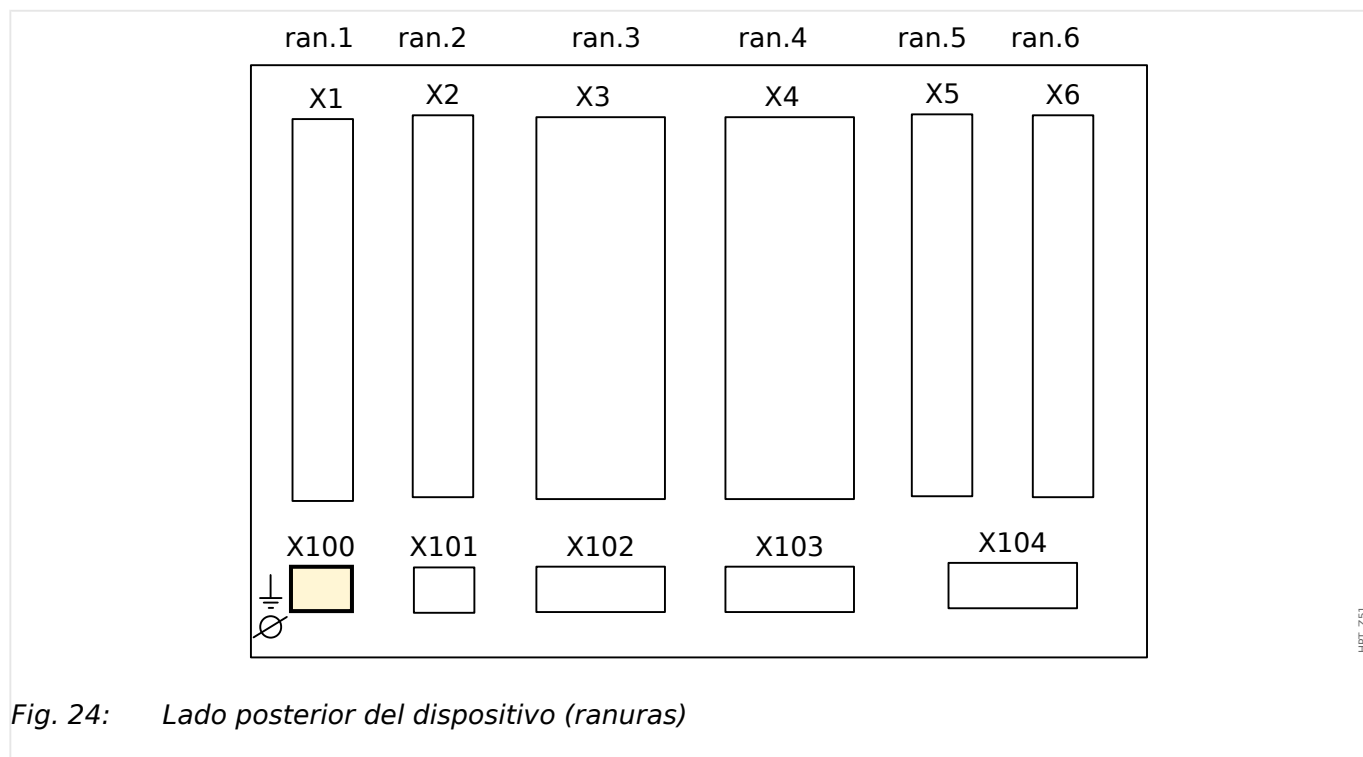 ran.1 ran.2 ran.3 ran.4 ran.5 ran.6
X1 X2 X3 X4 X5 X6
X100 X101 X102 X103 X104
Fig. 24: Lado posterior del dispositivo (ranuras)